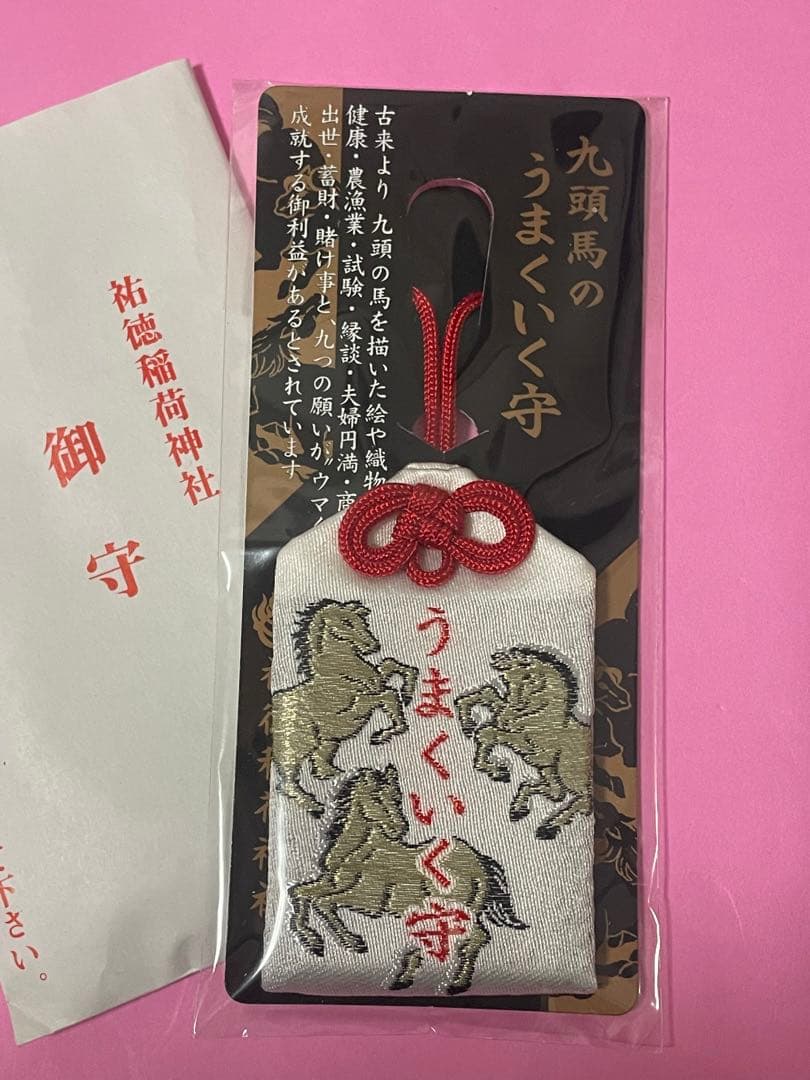 九頭馬の
うまくいく守
古来より 九頭の馬を描いた絵や織物
健康・農漁業・試験・縁談・夫婦円満・商
出世・蓄財・賭け事と、九つの願いが〝ウマく
成就する御利益があるとされています
うまくいく守
祐徳稲荷神社
御守
下さい。